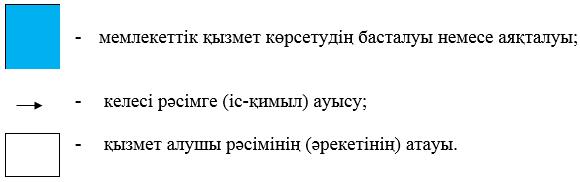 - мемлекеттік қызмет көрсетудің басталуы немесе аяқталуы;
- келесі рәсімге (іс-қимыл) ауысу;
- қызмет алушы рәсімінің (әрекетінің) атауы.